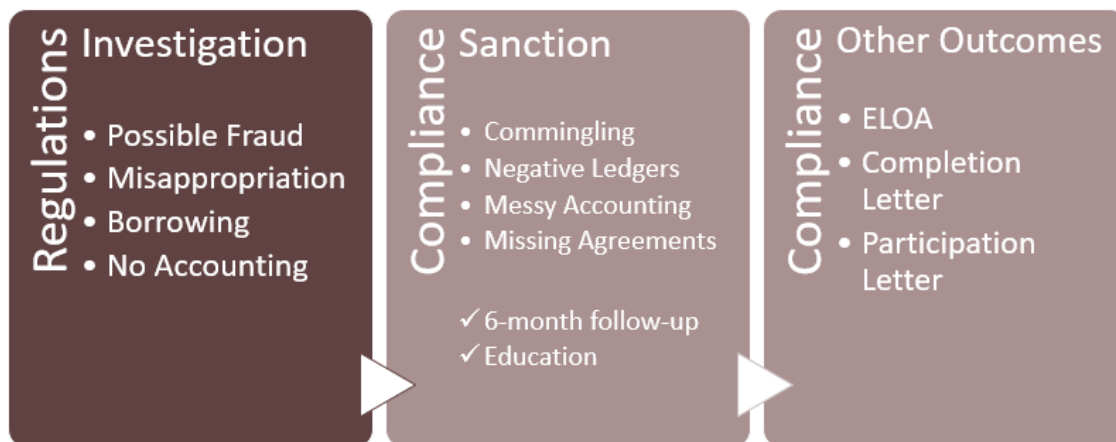 Regulations
Investigation
• Possible Fraud
• Misappropriation
• Borrowing
• No Accounting
Compliance
Sanction
• Commingling
• Negative Ledgers
• Messy Accounting
• Missing Agreements
✓ 6-month follow-up
✓ Education
Compliance
Other Outcomes
• ELOA
• Completion
Letter
• Participation
Letter